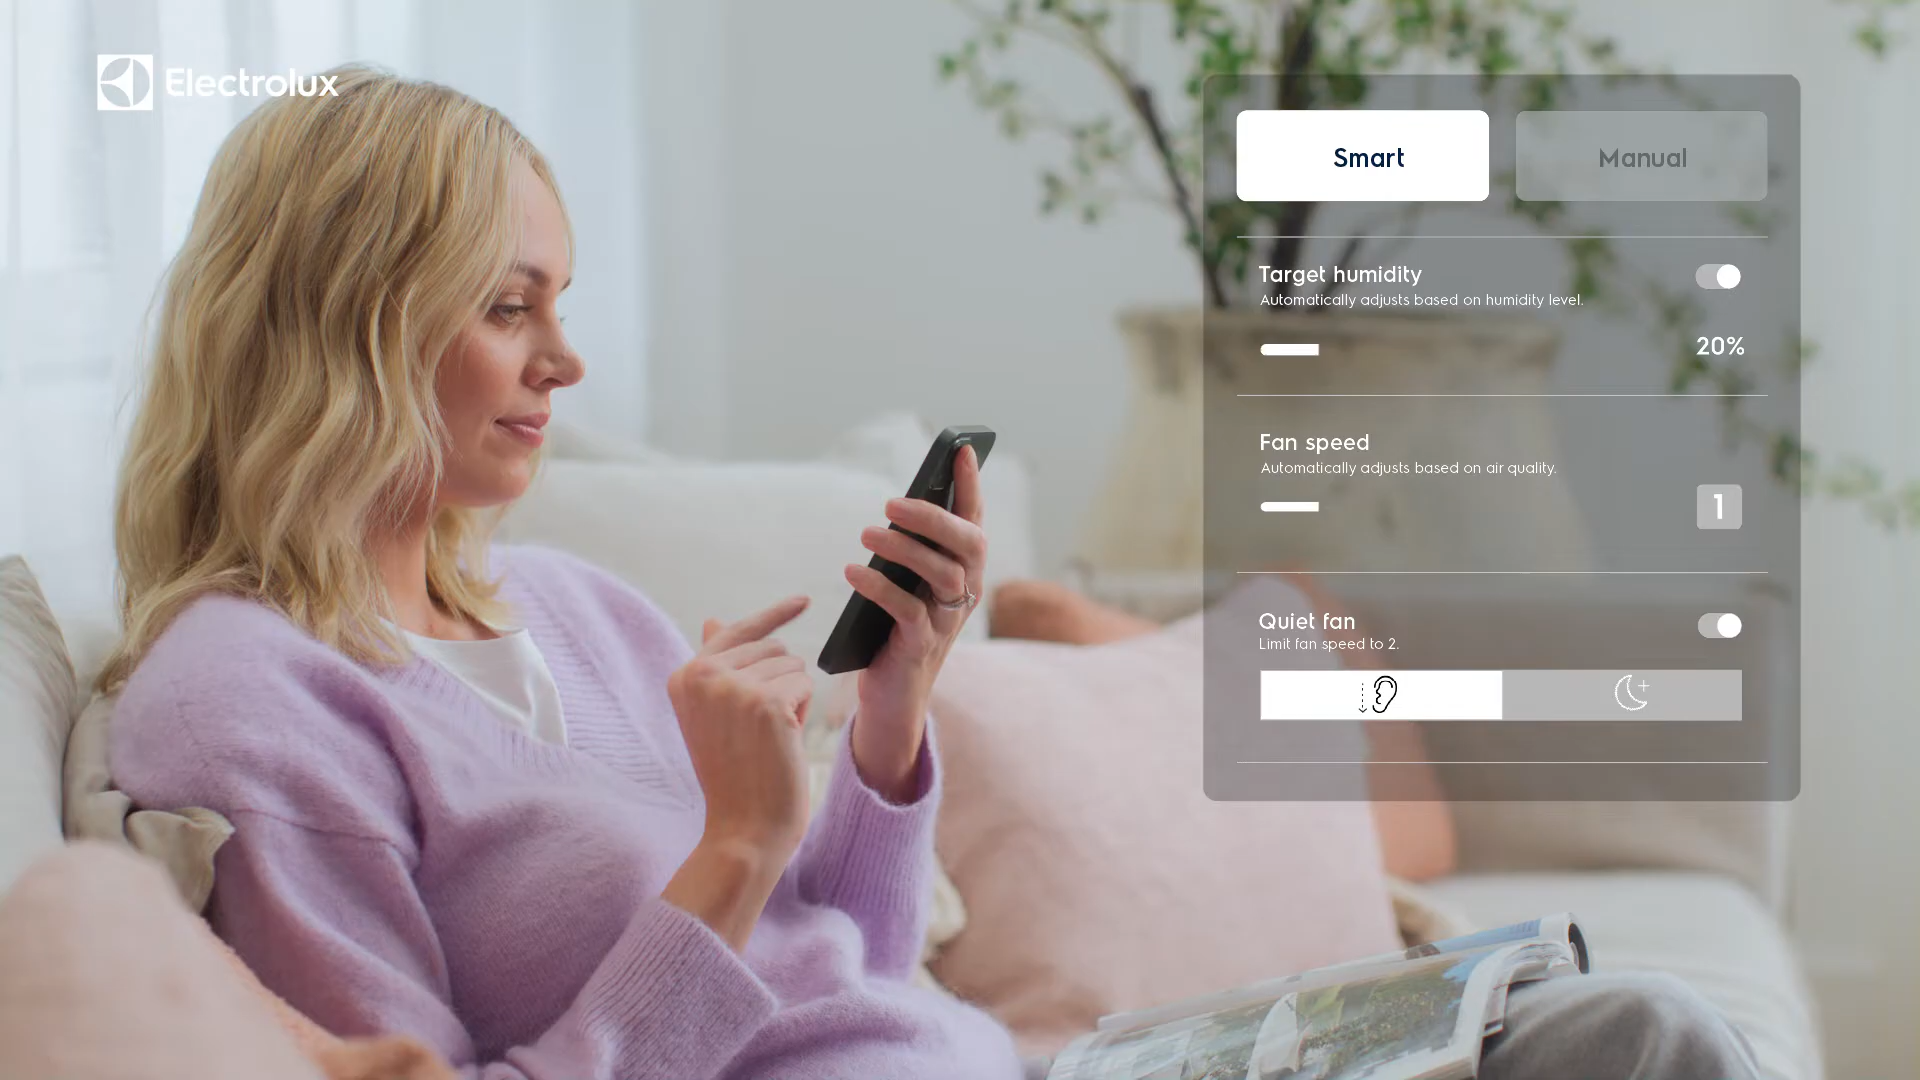 Electrolux
Smart
Manual
Target humidity
Automatically adjusts based on humidity level.
20%
Fan speed
Automatically adjusts based on air quality.
1
Quiet fan
Limit fan speed to 2.